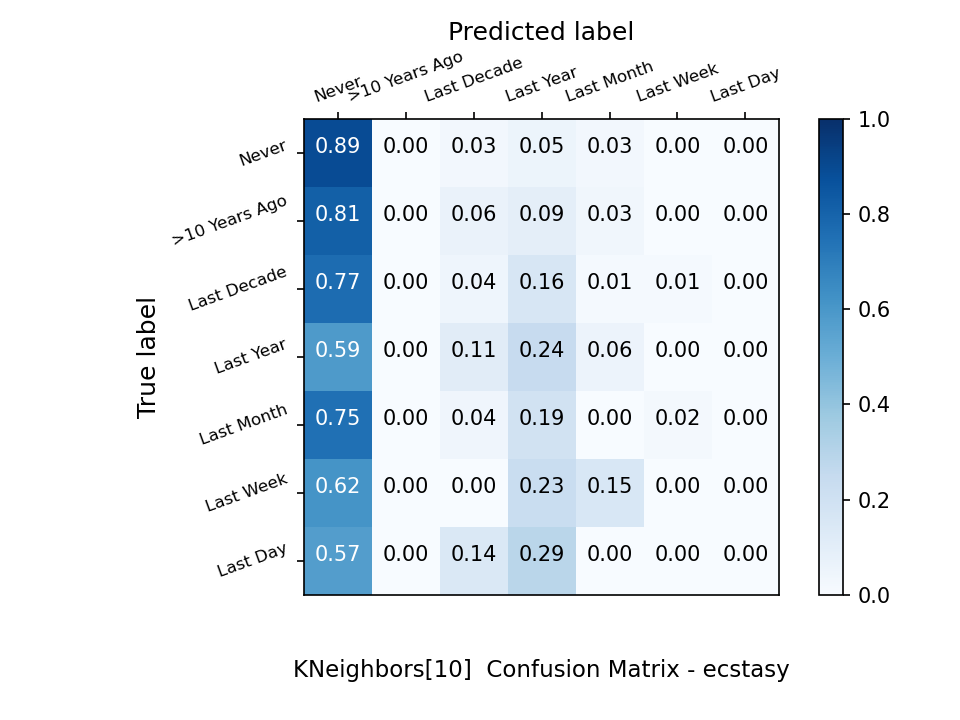 Predicted label
Never >10 Years Ago Last Decade Last Year Last Month Last Week Last Day
True label
Never 0.89 0.00 0.03 0.05 0.03 0.00 0.00
>10 Years Ago 0.81 0.00 0.06 0.09 0.03 0.00 0.00
Last Decade 0.77 0.00 0.04 0.16 0.01 0.01 0.00
Last Year 0.59 0.00 0.11 0.24 0.06 0.00 0.00
Last Month 0.75 0.00 0.04 0.19 0.00 0.02 0.00
Last Week 0.62 0.00 0.00 0.23 0.15 0.00 0.00
Last Day 0.57 0.00 0.14 0.29 0.00 0.00 0.00
1.0
0.8
0.6
0.4
0.2
0.0
KNeighbors[10]  Confusion Matrix - ecstasy